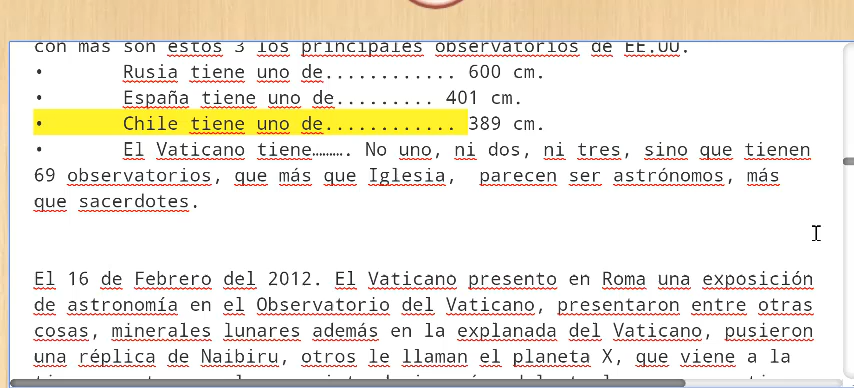 con más son estos 3 los principales observatorios de EE.UU.
• Rusia tiene uno de............ 600 cm.
• España tiene uno de......... 401 cm.
• Chile tiene uno de............ 389 cm.
• El Vaticano tiene………. No uno, ni dos, ni tres, sino que tienen
69 observatorios, que más que Iglesia, parecen ser astrónomos, más
que sacerdotes.
El 16 de Febrero del 2012. El Vaticano presento en Roma una exposición
de astronomía en el Observatorio del Vaticano, presentaron entre otras
cosas, minerales lunares además en la explanada del Vaticano, pusieron
una réplica de Naibiru, otros le llaman el planeta X, que viene a la